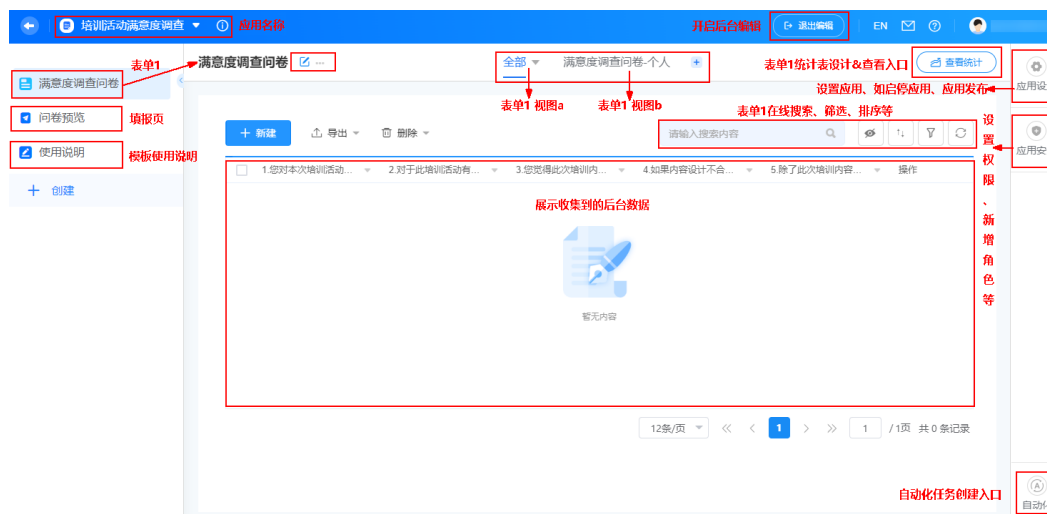 培训活动满意度调查
应用名称
开启后台编辑
退出编辑
EN
表单1
满意度调查问卷
全部
满意度调查问卷-个人
表单1统计表设计&查看入口
查看统计
满意度调查问卷
设置应用、如启停应用、应用发布
应用设
表单1 视图a
表单1 视图b
表单1在线搜索、筛选、排序等
问卷预览
填报页
新建
导出
删除
请输入搜索内容
设置权限、新增角色等
应用安
使用说明
模板使用说明
1.您对本次培训活动...
2.对于此培训活动有...
3.您觉得此次培训内...
4.如果内容设计不合...
5.除了此次培训内容...
操作
创建
展示收集到的后台数据
暂无内容
12条/页
1
1
/1页
共0条记录
自动化任务创建入口
自动化